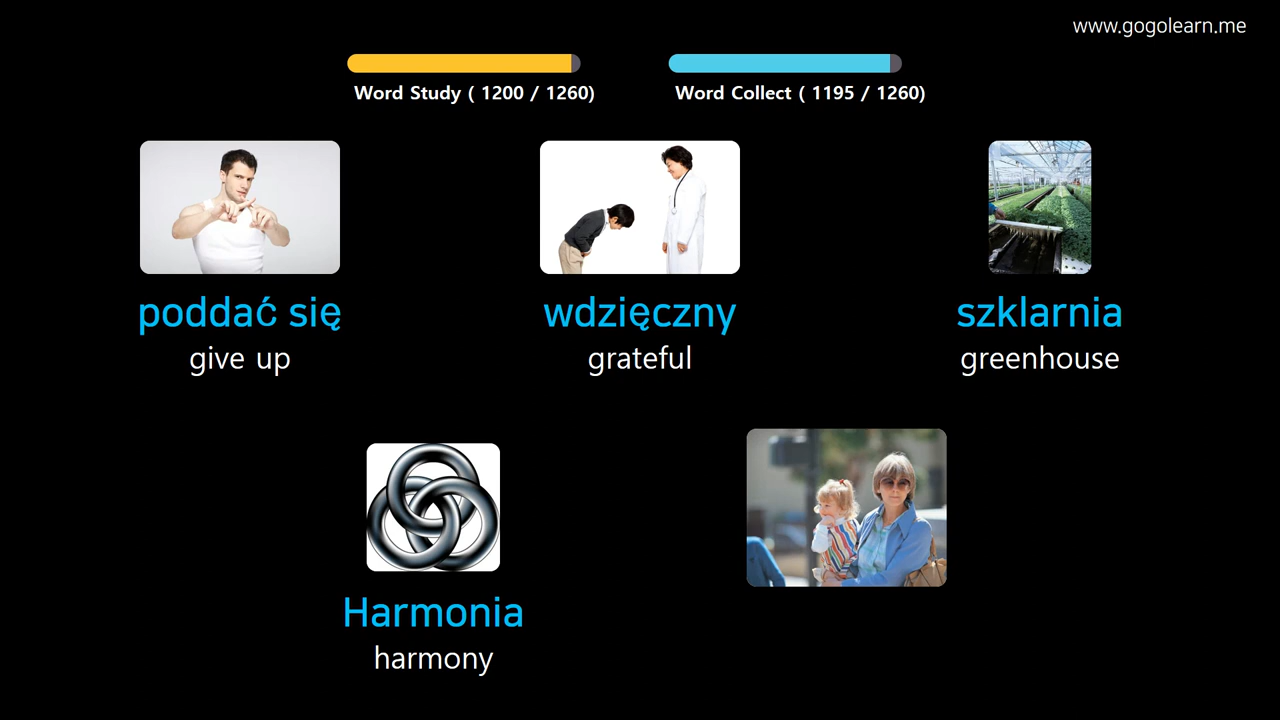 www.gogolearn.me
Word Study ( 1200 / 1260)
Word Collect ( 1195 / 1260)
poddać się
give up
wdzięczny
grateful
szklarnia
greenhouse
Harmonia
harmony